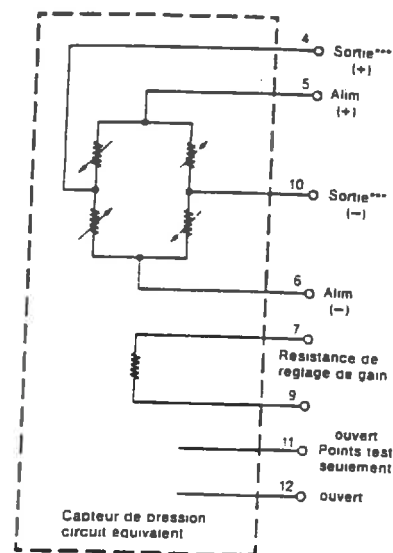 4
Sortie***
(+)
5
Alim
(+)
10
Sortie***
(−)
6
Alim
(−)
7
Resistance de
reglage de gain
9
ouvert
11
Points test
seulement
12
ouvert
Capteur de pression
circuit equivalent